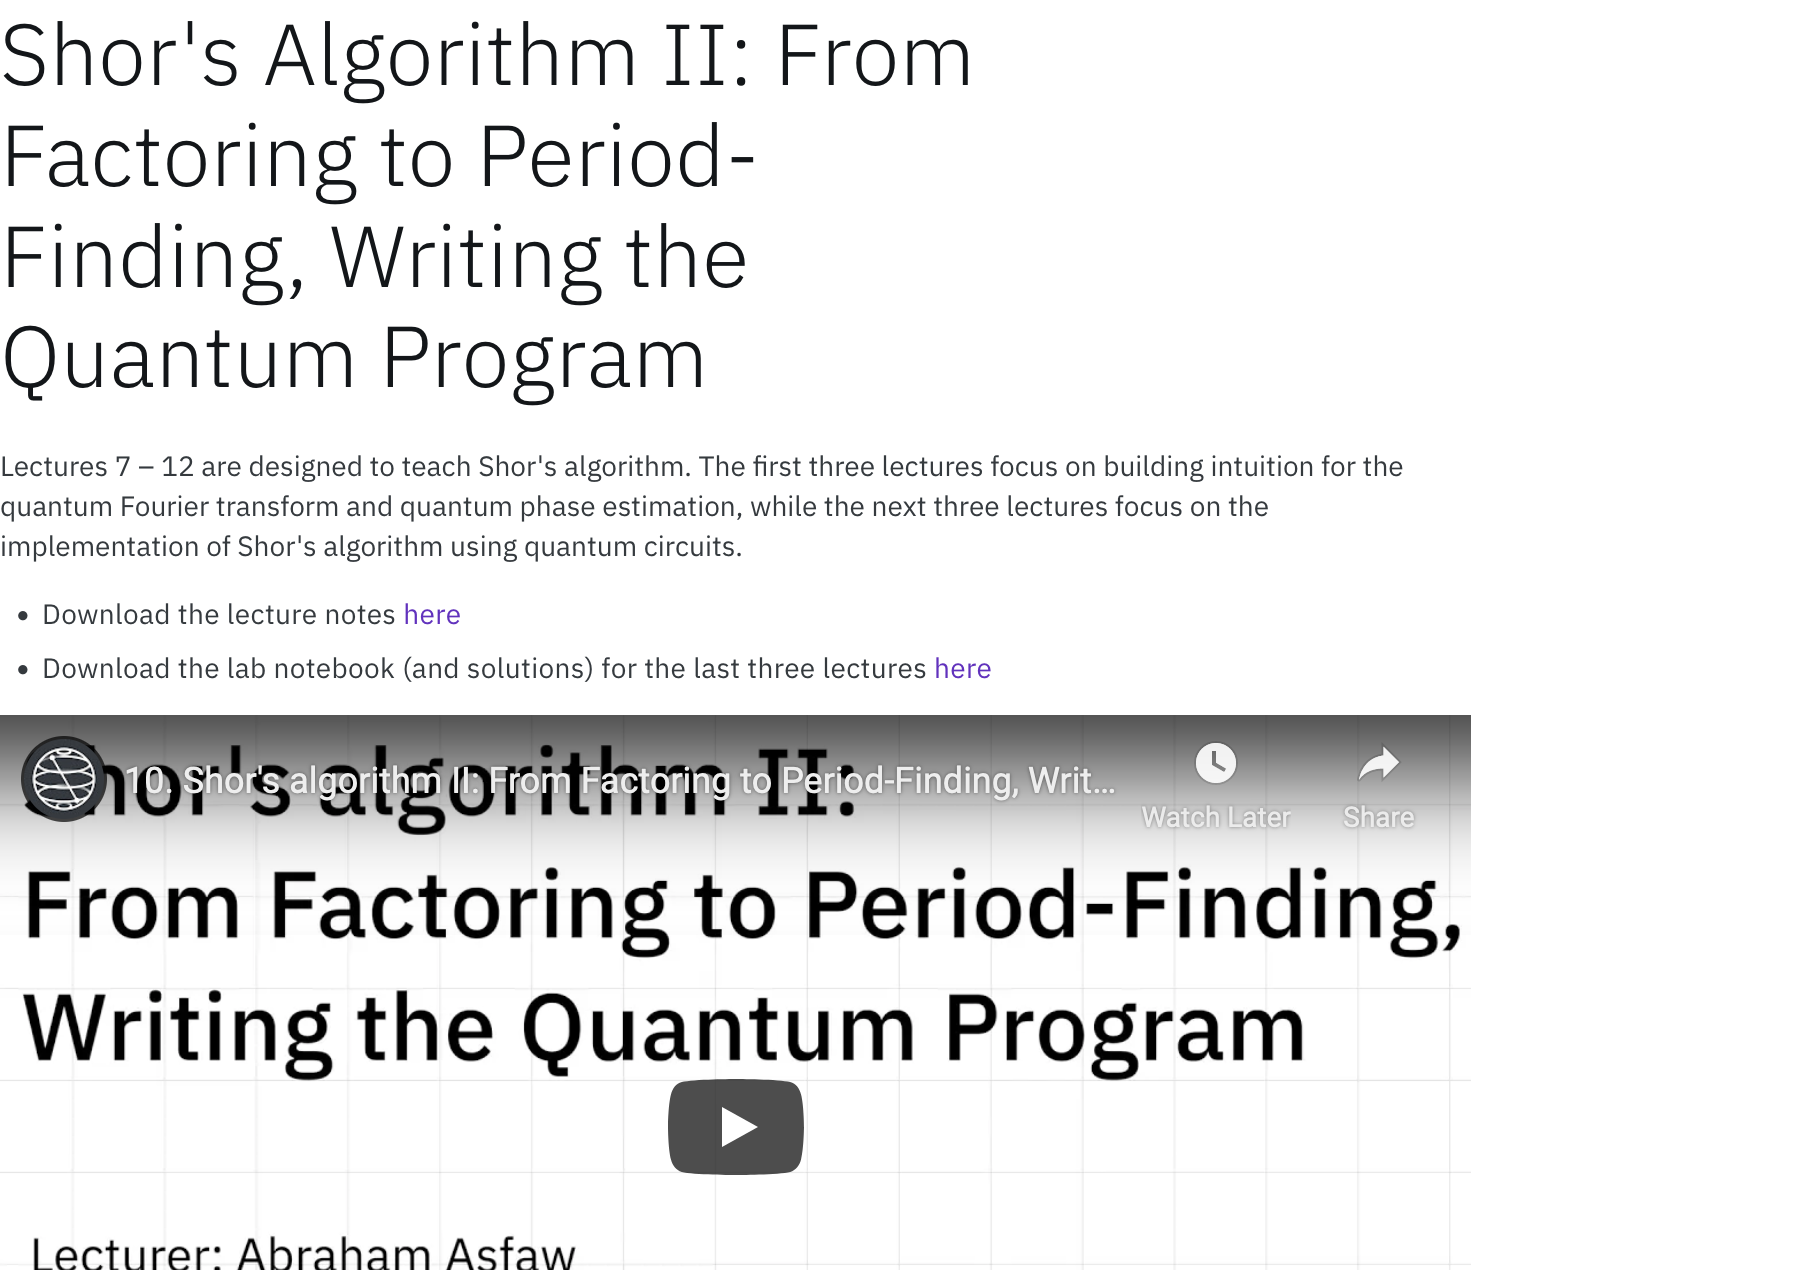 Shor's Algorithm II: From
Factoring to Period-
Finding, Writing the
Quantum Program
Lectures 7 – 12 are designed to teach Shor's algorithm. The first three lectures focus on building intuition for the
quantum Fourier transform and quantum phase estimation, while the next three lectures focus on the
implementation of Shor's algorithm using quantum circuits.
• Download the lecture notes here
• Download the lab notebook (and solutions) for the last three lectures here
10. Shor's algorithm II: From Factoring to Period-Finding, Writ...
Watch Later
Share
Shor's algorithm II:
From Factoring to Period-Finding,
Writing the Quantum Program
Lecturer: Abraham Asfaw